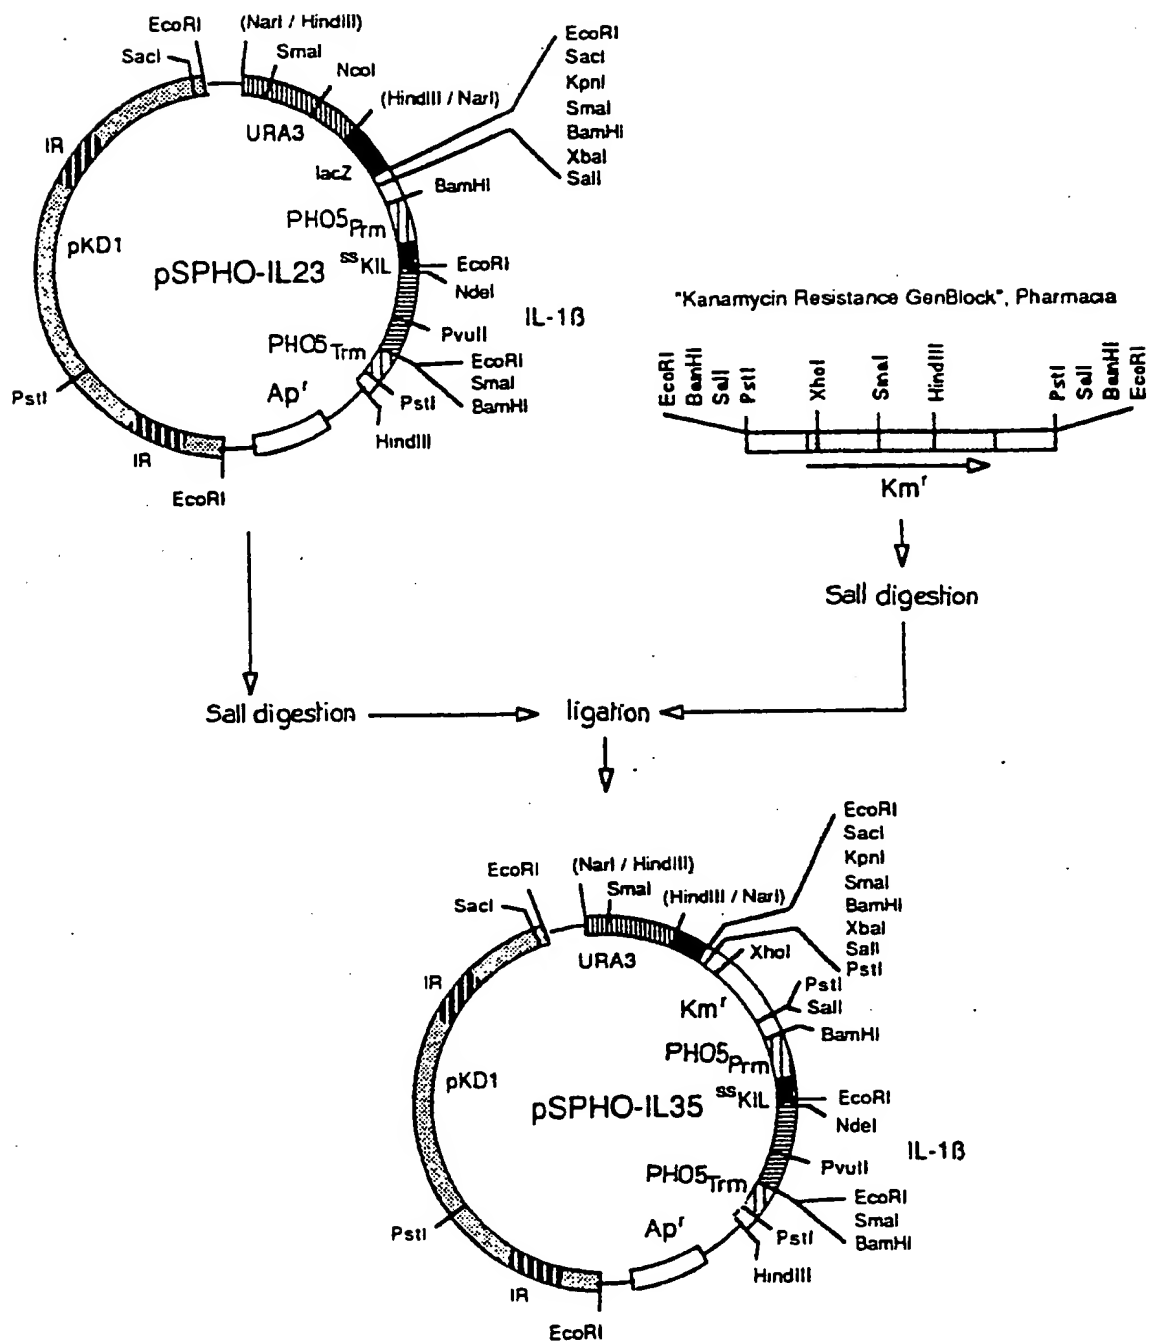 EcoRI
(NarI / HindIII)
SacI
SmaI
NcoI
(HindIII / NarI)
EcoRI
SacI
KpnI
SmaI
BamHI
XbaI
SalI
IR
URA3
lacZ
BamHI
pKD1
PHO5Prm
pSPHO-IL23
ssKIL
EcoRI
NdeI
IL-1ß
PvuII
PHO5Trm
EcoRI
SmaI
BamHI
PstI
Apr
PstI
HindIII
IR
EcoRI
"Kanamycin Resistance GenBlock", Pharmacia
EcoRI
BamHI
SalI
PstI
XhoI
SmaI
HindIII
PstI
SalI
BamHI
EcoRI
Kmr
SalI digestion
SalI digestion
ligation
EcoRI
SacI
KpnI
SmaI
BamHI
XbaI
SalI
PstI
EcoRI
(NarI / HindIII)
SmaI
(HindIII / NarI)
SacI
URA3
XhoI
IR
PstI
SalI
Kmr
BamHI
PHO5Prm
pKD1
pSPHO-IL35
ssKIL
EcoRI
NdeI
IL-1ß
PvuII
PHO5Trm
EcoRI
SmaI
BamHI
PstI
Apr
PstI
HindIII
IR
EcoRI